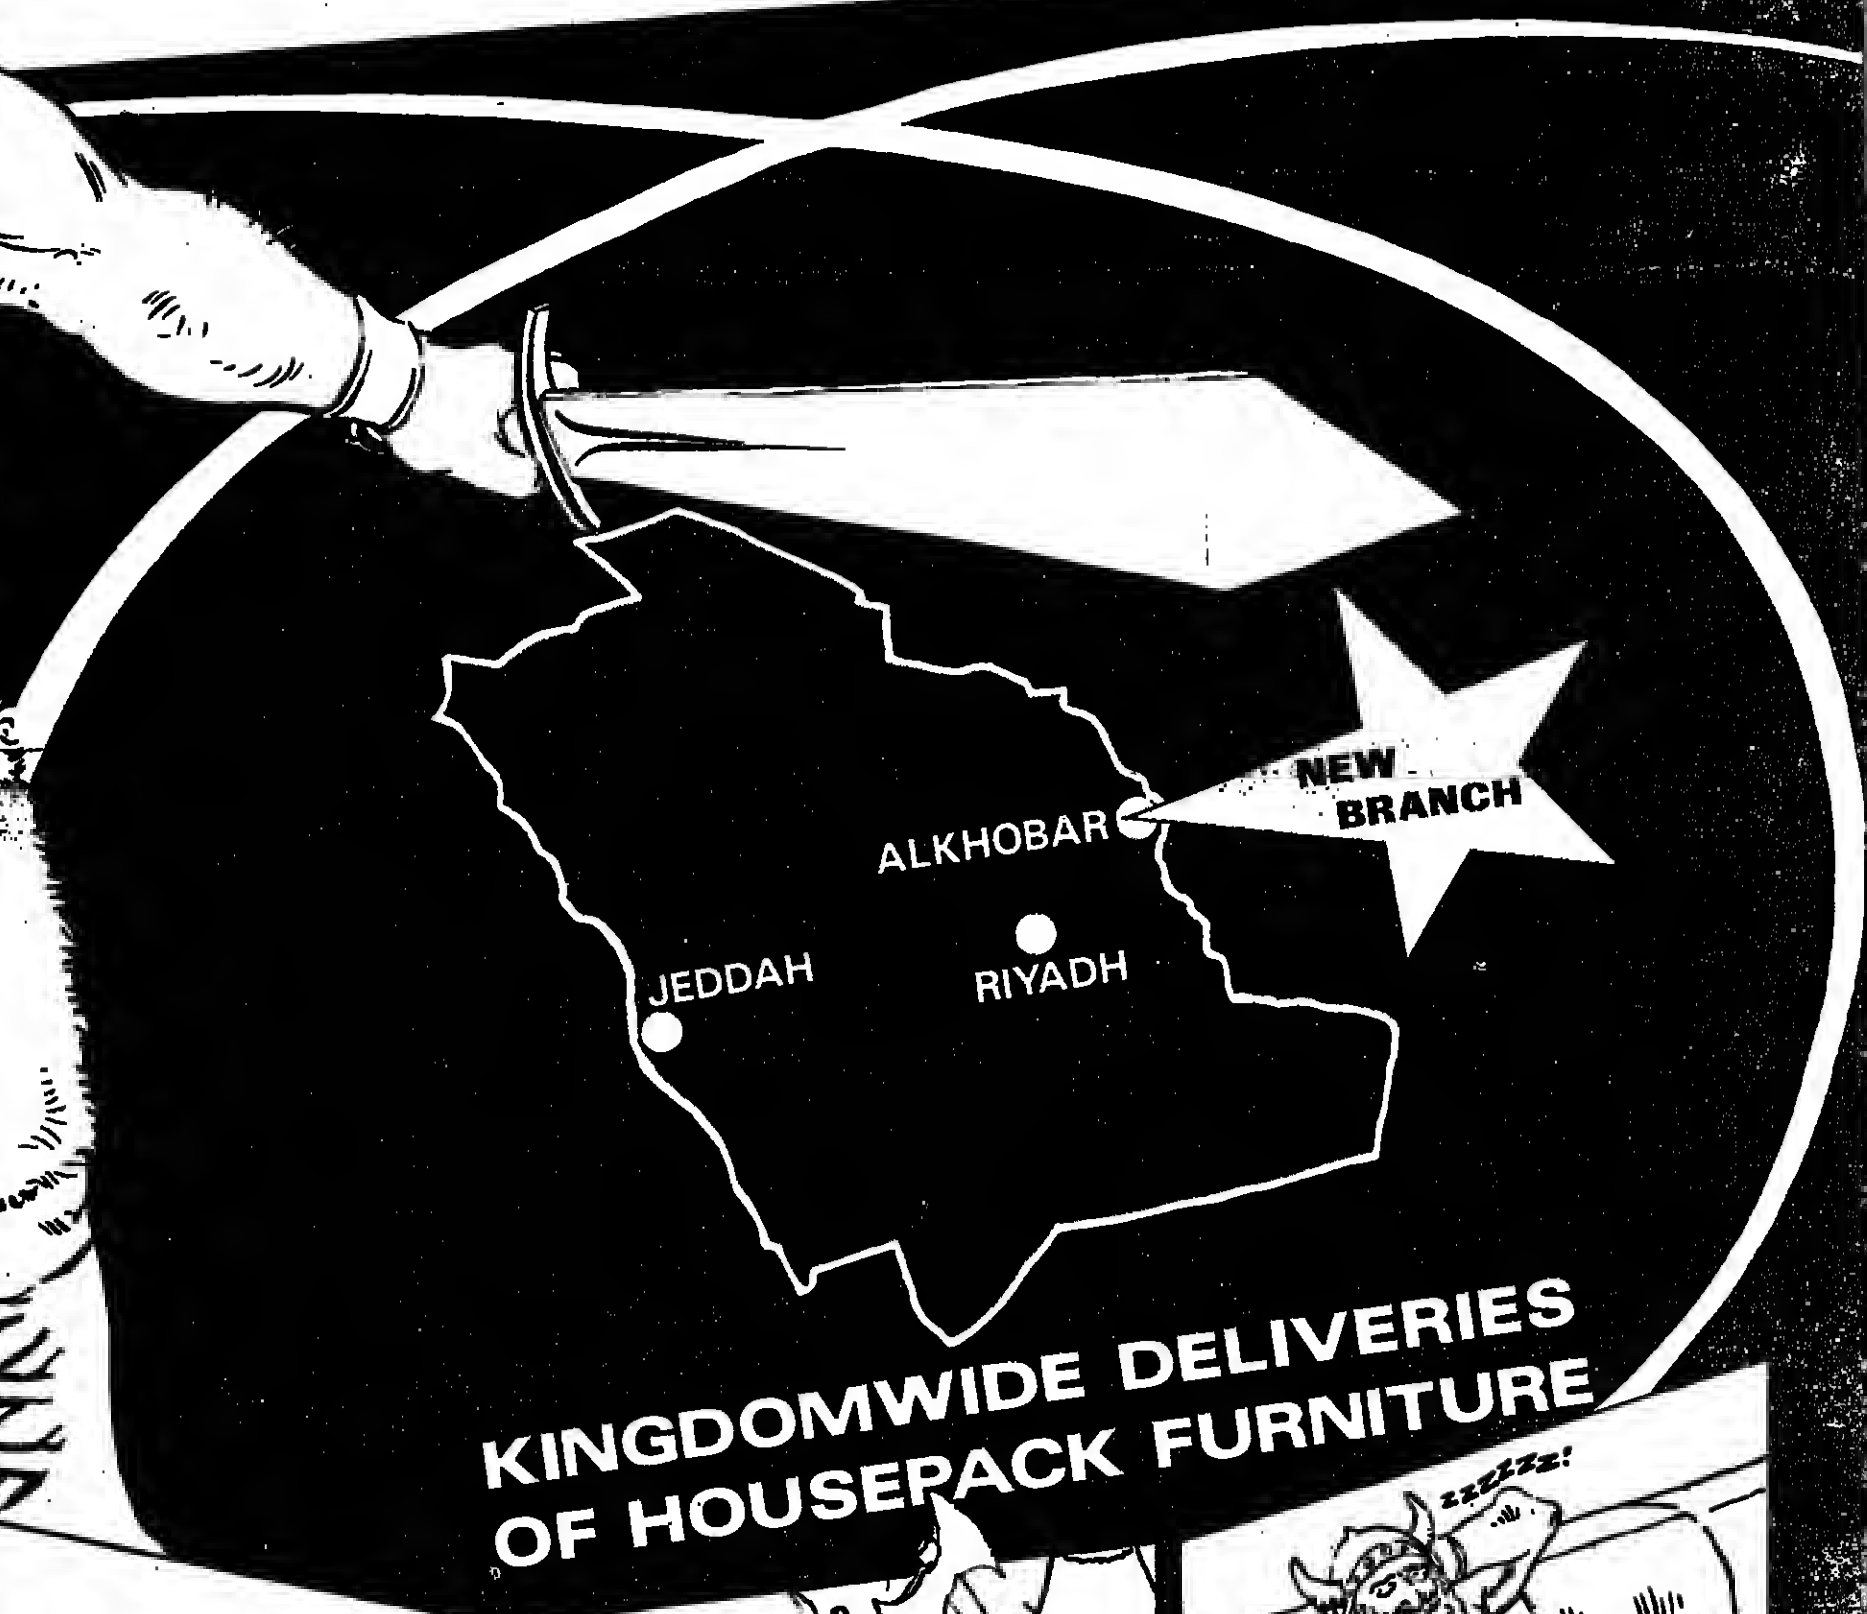 NEW
BRANCH
ALKHOBAR
JEDDAH
RIYADH
KINGDOMWIDE DELIVERIES
OF HOUSEPACK FURNITURE
zzzzzz!